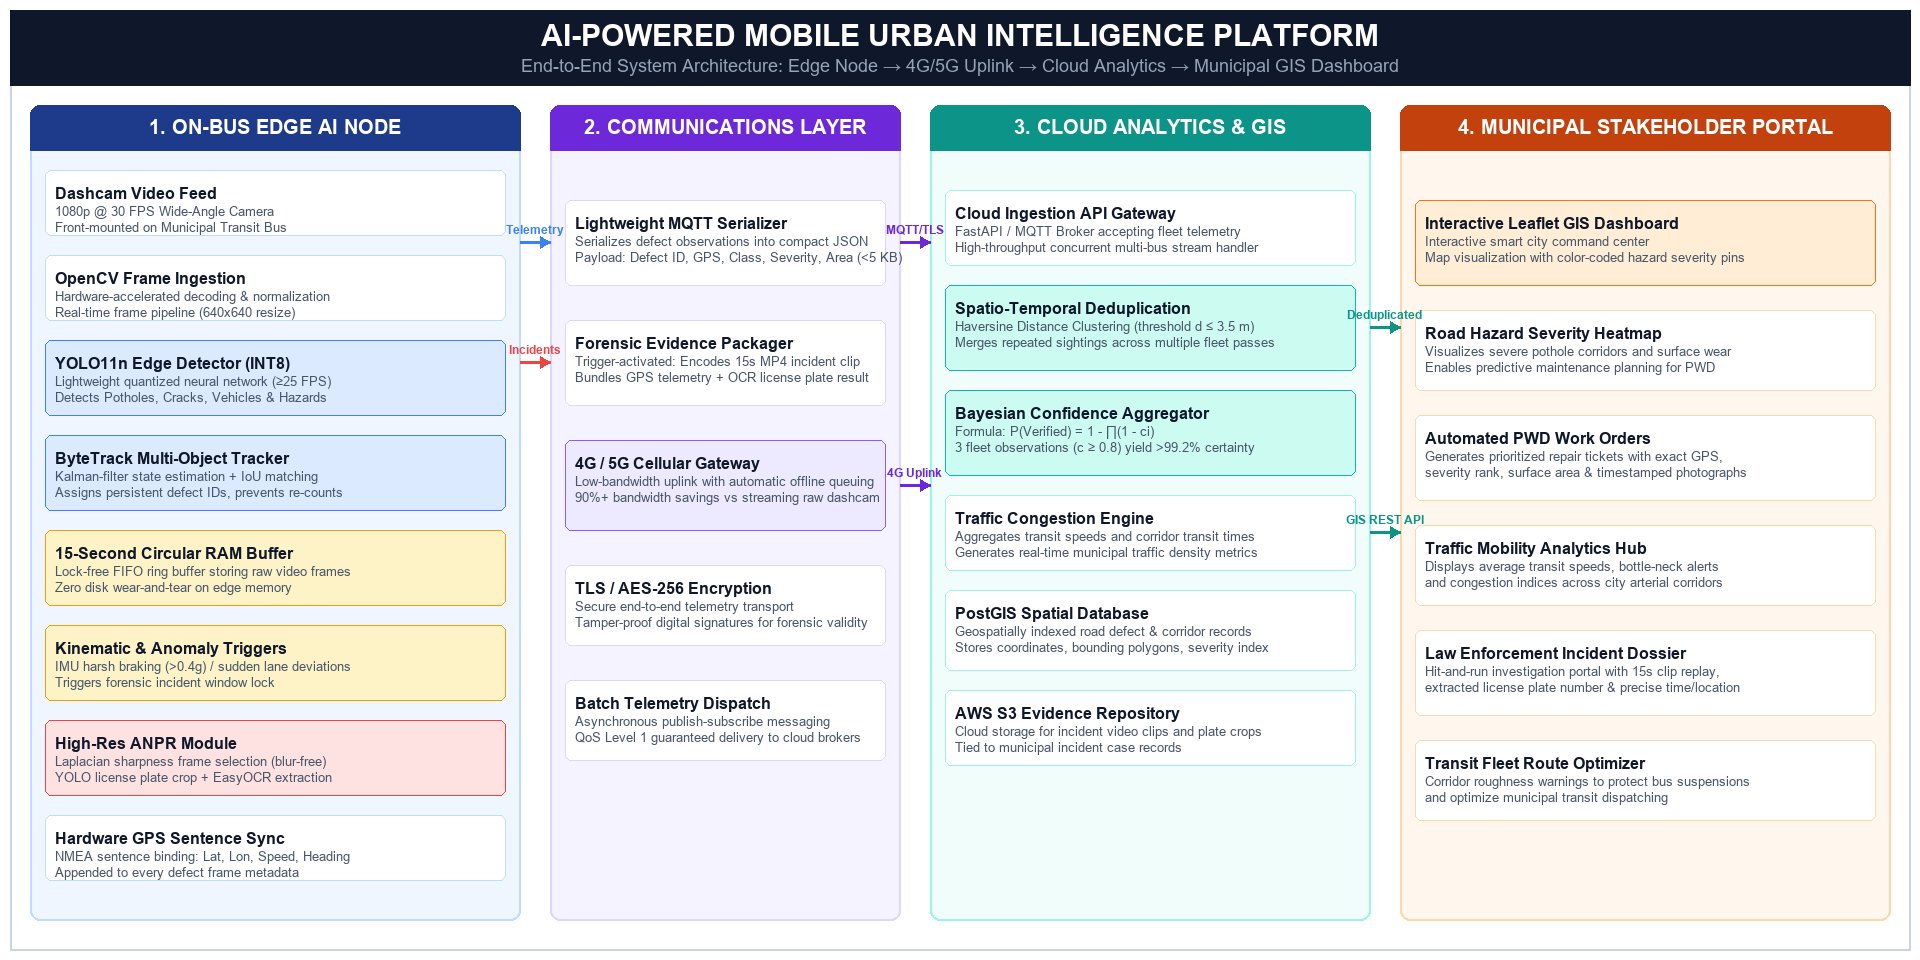 AI-POWERED MOBILE URBAN INTELLIGENCE PLATFORM
End-to-End System Architecture: Edge Node → 4G/5G Uplink → Cloud Analytics → Municipal GIS Dashboard
1. ON-BUS EDGE AI NODE
Dashcam Video Feed
1080p @ 30 FPS Wide-Angle Camera
Front-mounted on Municipal Transit Bus
OpenCV Frame Ingestion
Hardware-accelerated decoding & normalization
Real-time frame pipeline (640x640 resize)
YOLO11n Edge Detector (INT8)
Lightweight quantized neural network (≥25 FPS)
Detects Potholes, Cracks, Vehicles & Hazards
ByteTrack Multi-Object Tracker
Kalman-filter state estimation + IoU matching
Assigns persistent defect IDs, prevents re-counts
15-Second Circular RAM Buffer
Lock-free FIFO ring buffer storing raw video frames
Zero disk wear-and-tear on edge memory
Kinematic & Anomaly Triggers
IMU harsh braking (>0.4g) / sudden lane deviations
Triggers forensic incident window lock
High-Res ANPR Module
Laplacian sharpness frame selection (blur-free)
YOLO license plate crop + EasyOCR extraction
Hardware GPS Sentence Sync
NMEA sentence binding: Lat, Lon, Speed, Heading
Appended to every defect frame metadata
Telemetry
Incidents
2. COMMUNICATIONS LAYER
Lightweight MQTT Serializer
Serializes defect observations into compact JSON
Payload: Defect ID, GPS, Class, Severity, Area (<5 KB)
Forensic Evidence Packager
Trigger-activated: Encodes 15s MP4 incident clip
Bundles GPS telemetry + OCR license plate result
4G / 5G Cellular Gateway
Low-bandwidth uplink with automatic offline queuing
90%+ bandwidth savings vs streaming raw dashcam
TLS / AES-256 Encryption
Secure end-to-end telemetry transport
Tamper-proof digital signatures for forensic validity
Batch Telemetry Dispatch
Asynchronous publish-subscribe messaging
QoS Level 1 guaranteed delivery to cloud brokers
MQTT/TLS
4G Uplink
3. CLOUD ANALYTICS & GIS
Cloud Ingestion API Gateway
FastAPI / MQTT Broker accepting fleet telemetry
High-throughput concurrent multi-bus stream handler
Spatio-Temporal Deduplication
Haversine Distance Clustering (threshold d ≤ 3.5 m)
Merges repeated sightings across multiple fleet passes
Bayesian Confidence Aggregator
Formula: P(Verified) = 1 - ∏(1 - ci)
3 fleet observations (c ≥ 0.8) yield >99.2% certainty
Traffic Congestion Engine
Aggregates transit speeds and corridor transit times
Generates real-time municipal traffic density metrics
PostGIS Spatial Database
Geospatially indexed road defect & corridor records
Stores coordinates, bounding polygons, severity index
AWS S3 Evidence Repository
Cloud storage for incident video clips and plate crops
Tied to municipal incident case records
Deduplicated
GIS REST API
4. MUNICIPAL STAKEHOLDER PORTAL
Interactive Leaflet GIS Dashboard
Interactive smart city command center
Map visualization with color-coded hazard severity pins
Road Hazard Severity Heatmap
Visualizes severe pothole corridors and surface wear
Enables predictive maintenance planning for PWD
Automated PWD Work Orders
Generates prioritized repair tickets with exact GPS,
severity rank, surface area & timestamped photographs
Traffic Mobility Analytics Hub
Displays average transit speeds, bottle-neck alerts
and congestion indices across city arterial corridors
Law Enforcement Incident Dossier
Hit-and-run investigation portal with 15s clip replay,
extracted license plate number & precise time/location
Transit Fleet Route Optimizer
Corridor roughness warnings to protect bus suspensions
and optimize municipal transit dispatching